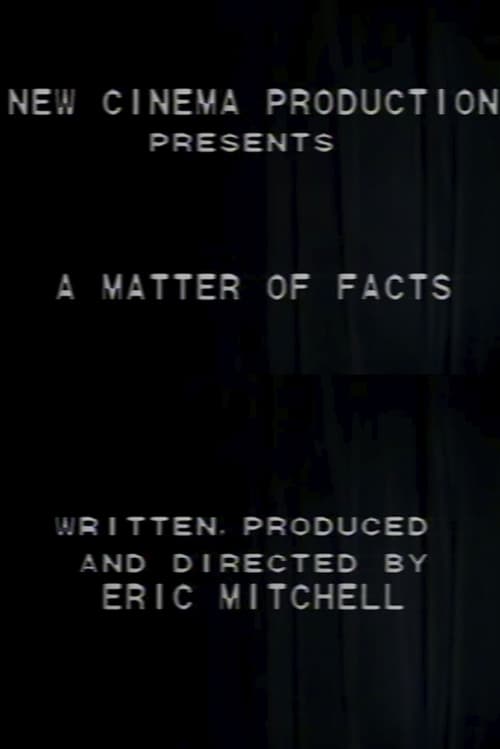 NEW CINEMA PRODUCTION
PRESENTS
A MATTER OF FACTS
WRITTEN, PRODUCED
AND DIRECTED BY
ERIC MITCHELL